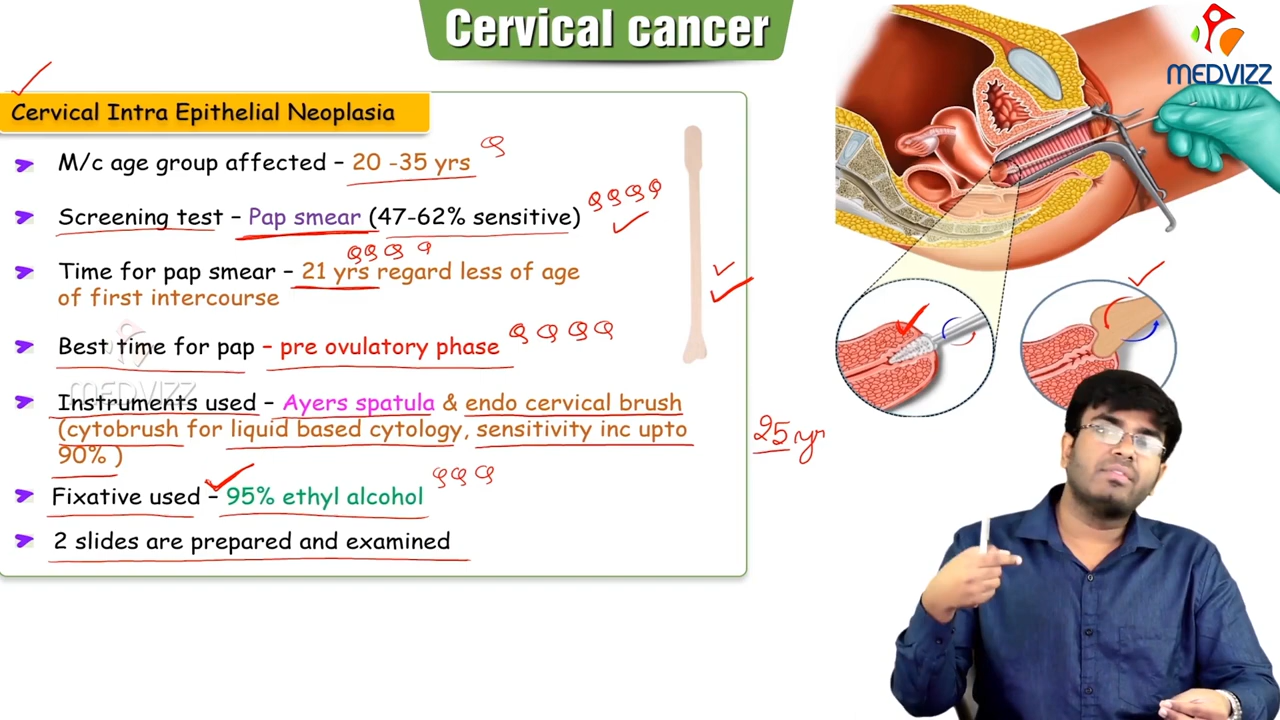 Cervical cancer
MEDVIZZ
Cervical Intra Epithelial Neoplasia
M/c age group affected – 20 -35 yrs
Screening test – Pap smear (47-62% sensitive)
Time for pap smear – 21 yrs regard less of age
of first intercourse
Best time for pap – pre ovulatory phase
MEDVIZZ
Instruments used – Ayers spatula & endo cervical brush
(cytobrush for liquid based cytology, sensitivity inc upto
90% )
25 yr
Fixative used – 95% ethyl alcohol
2 slides are prepared and examined